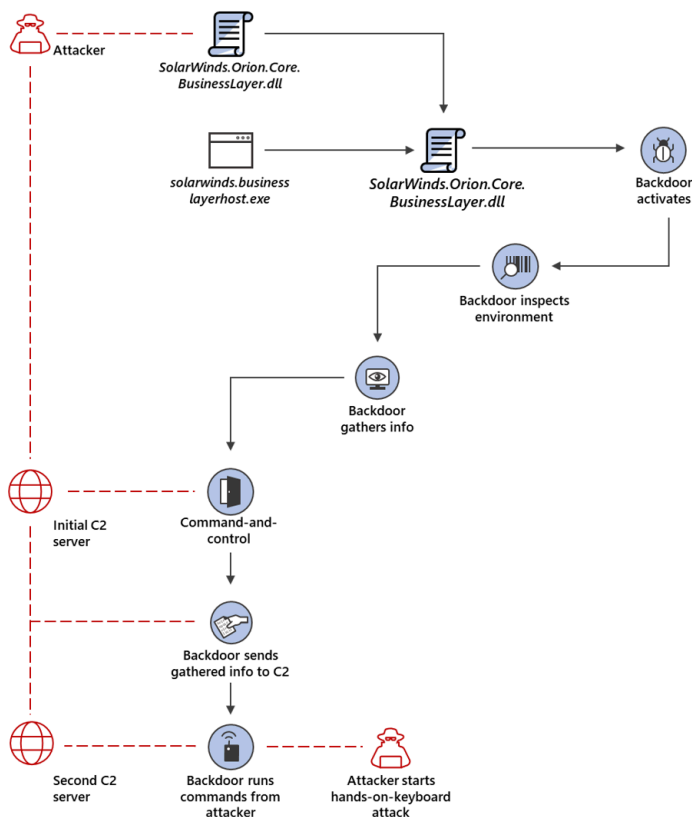 Attacker
SolarWinds.Orion.Core.
BusinessLayer.dll
solarwinds.business
layerhost.exe
SolarWinds.Orion.Core.
BusinessLayer.dll
Backdoor
activates
Backdoor inspects
environment
Backdoor
gathers info
Initial C2
server
Command-and-
control
Backdoor sends
gathered info to C2
Second C2
server
Backdoor runs
commands from
attacker
Attacker starts
hands-on-keyboard
attack